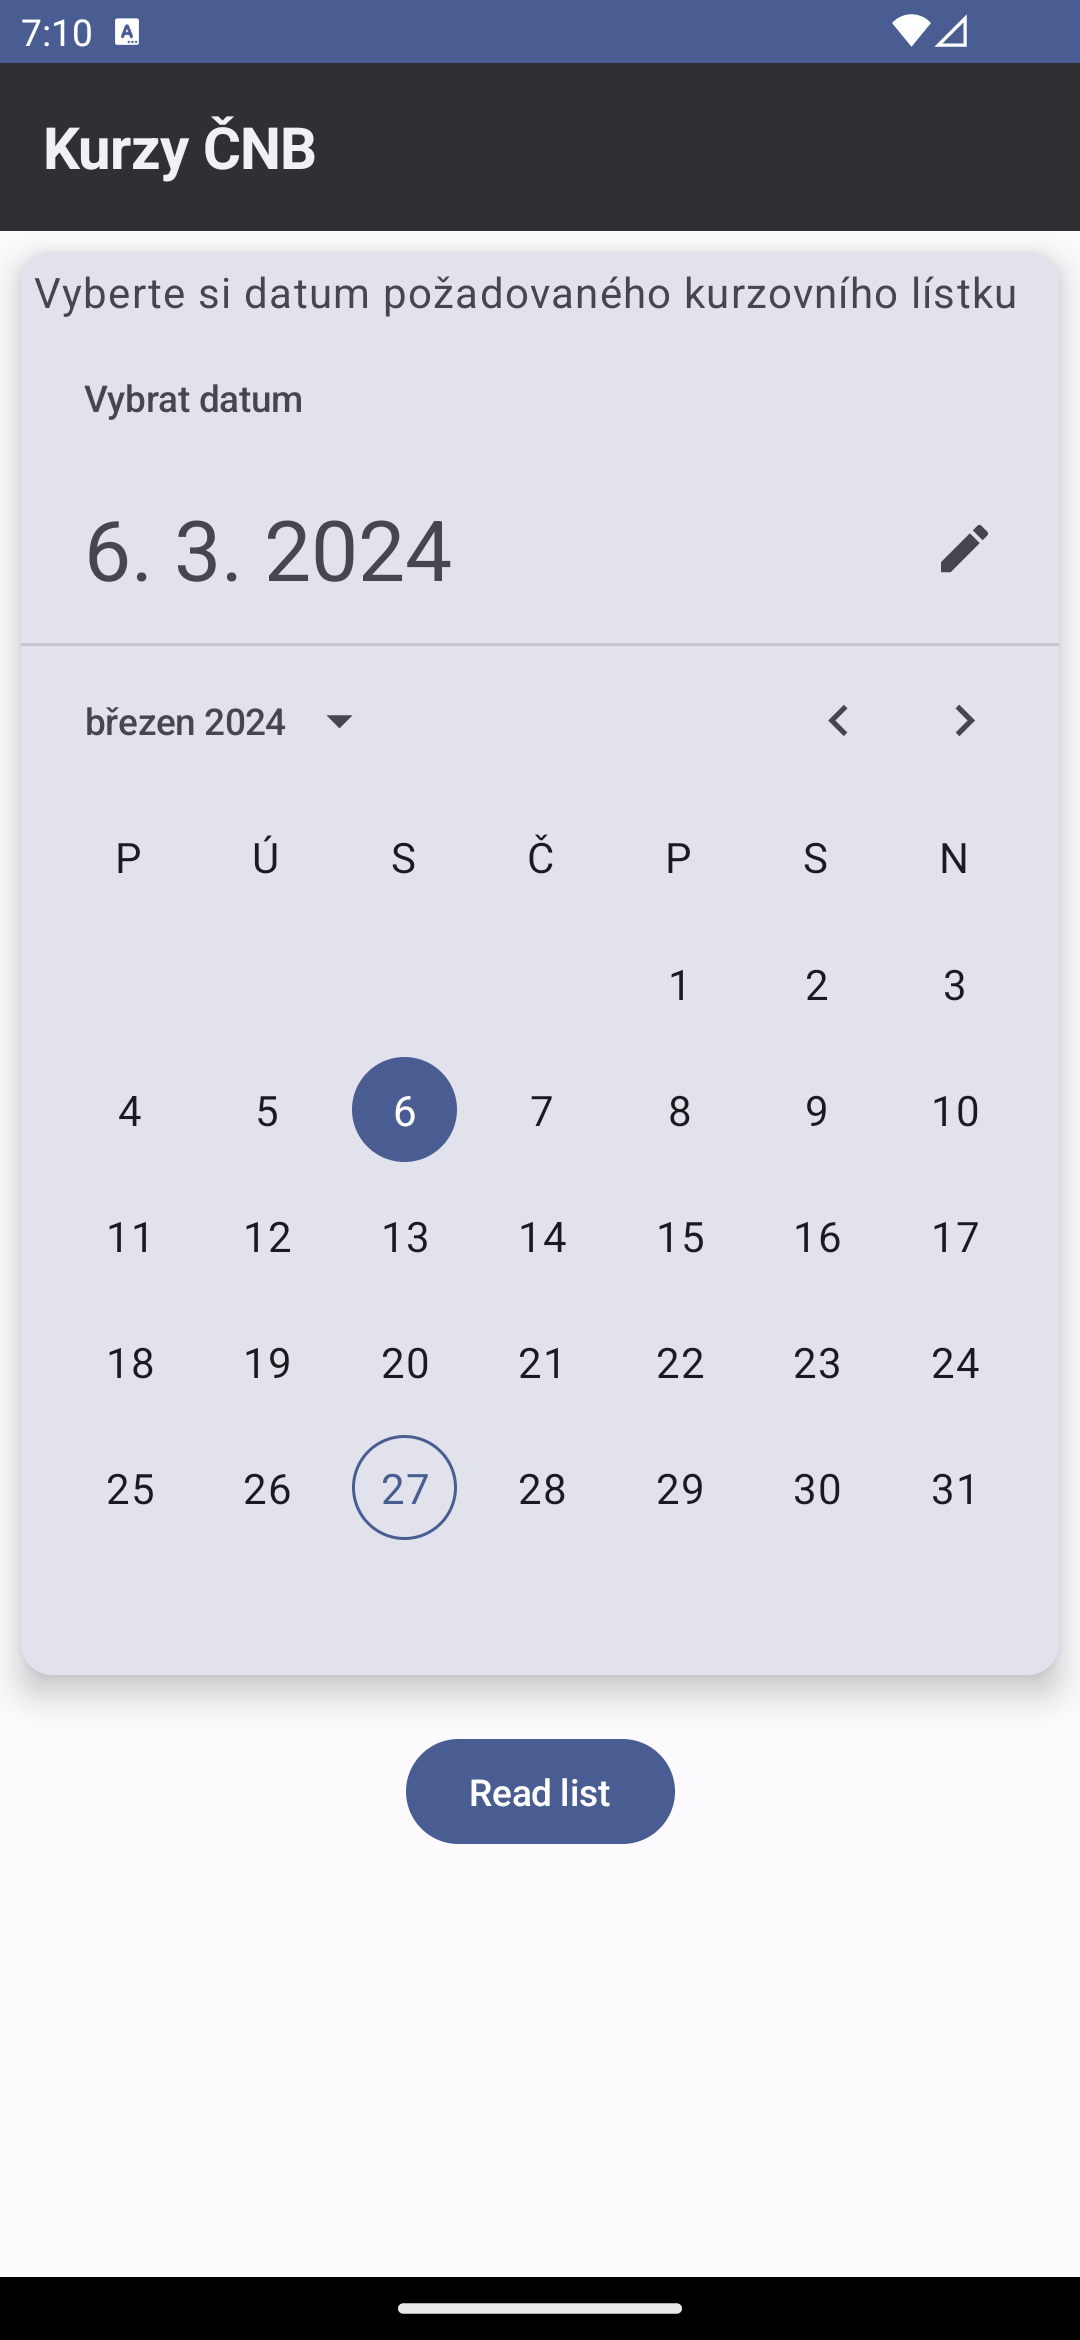 7:10
Kurzy ČNB
Vyberte si datum požadovaného kurzovního lístku
Vybrat datum
6. 3. 2024
březen 2024
P Ú S Č P S N
1 2 3
4 5 6 7 8 9 10
11 12 13 14 15 16 17
18 19 20 21 22 23 24
25 26 27 28 29 30 31
Read list